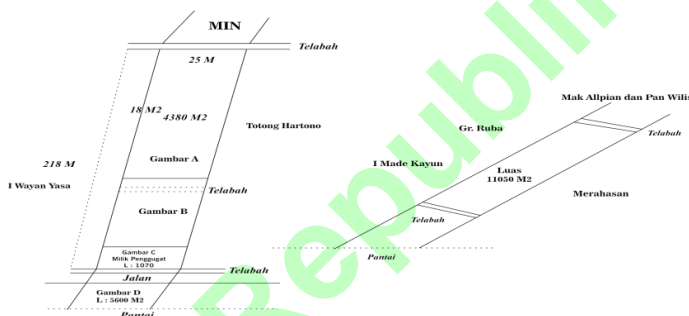 MIN
Telabah
25 M
18 M2
4380 M2
Totong Hartono
Gambar A
218 M
I Wayan Yasa
Telabah
Gambar B
Gambar C
Milik Penggugat
L : 1070
Telabah
Jalan
Gambar D
L : 5600 M2
Pantai
Mak Allpian dan Pan Wilis
Gr. Ruba
Telabah
I Made Kayun
Luas
11050 M2
Merahasan
Telabah
Pantai
Republi